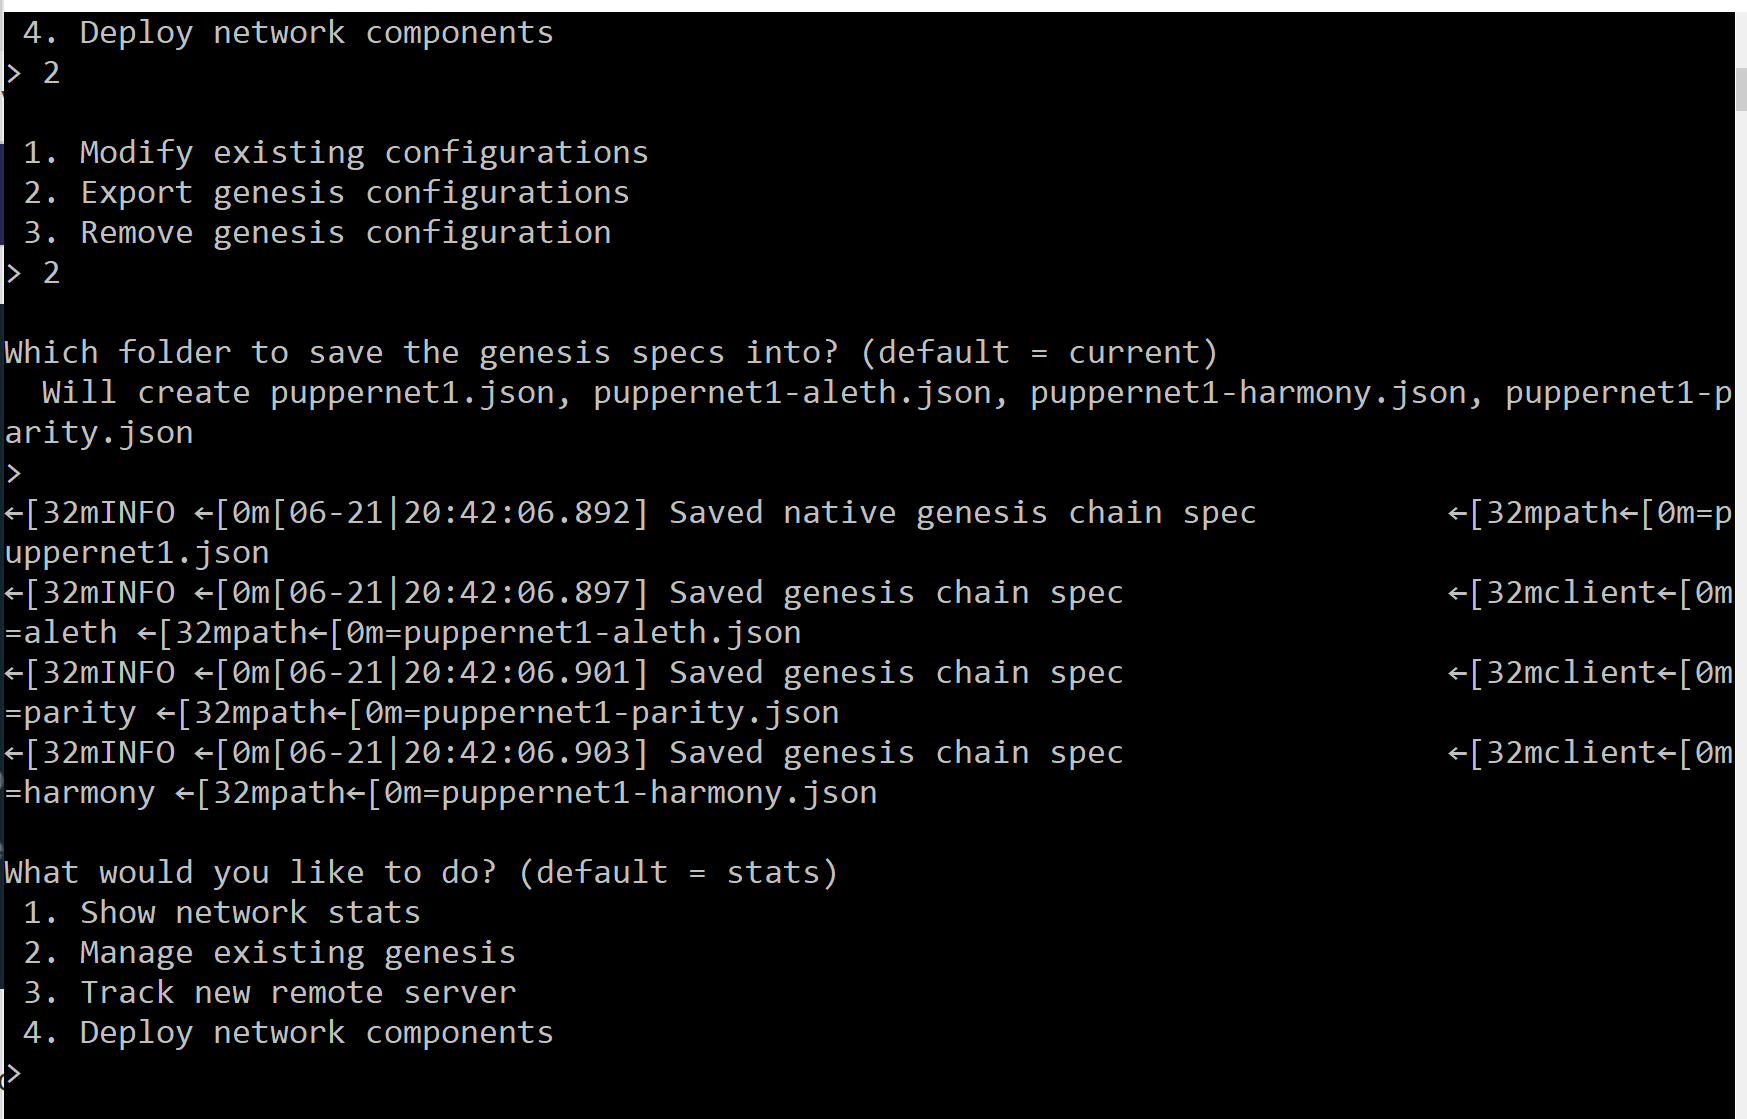 4. Deploy network components
> 2
1. Modify existing configurations
2. Export genesis configurations
3. Remove genesis configuration
> 2
Which folder to save the genesis specs into? (default = current)
Will create puppernet1.json, puppernet1-aleth.json, puppernet1-harmony.json, puppernet1-p
arity.json
>
←[32mINFO ←[0m[06-21|20:42:06.892] Saved native genesis chain spec ←[32mpath←[0m=p
uppernet1.json
←[32mINFO ←[0m[06-21|20:42:06.897] Saved genesis chain spec ←[32mclient←[0m
=aleth ←[32mpath←[0m=puppernet1-aleth.json
←[32mINFO ←[0m[06-21|20:42:06.901] Saved genesis chain spec ←[32mclient←[0m
=parity ←[32mpath←[0m=puppernet1-parity.json
←[32mINFO ←[0m[06-21|20:42:06.903] Saved genesis chain spec ←[32mclient←[0m
=harmony ←[32mpath←[0m=puppernet1-harmony.json
What would you like to do? (default = stats)
1. Show network stats
2. Manage existing genesis
3. Track new remote server
4. Deploy network components
>